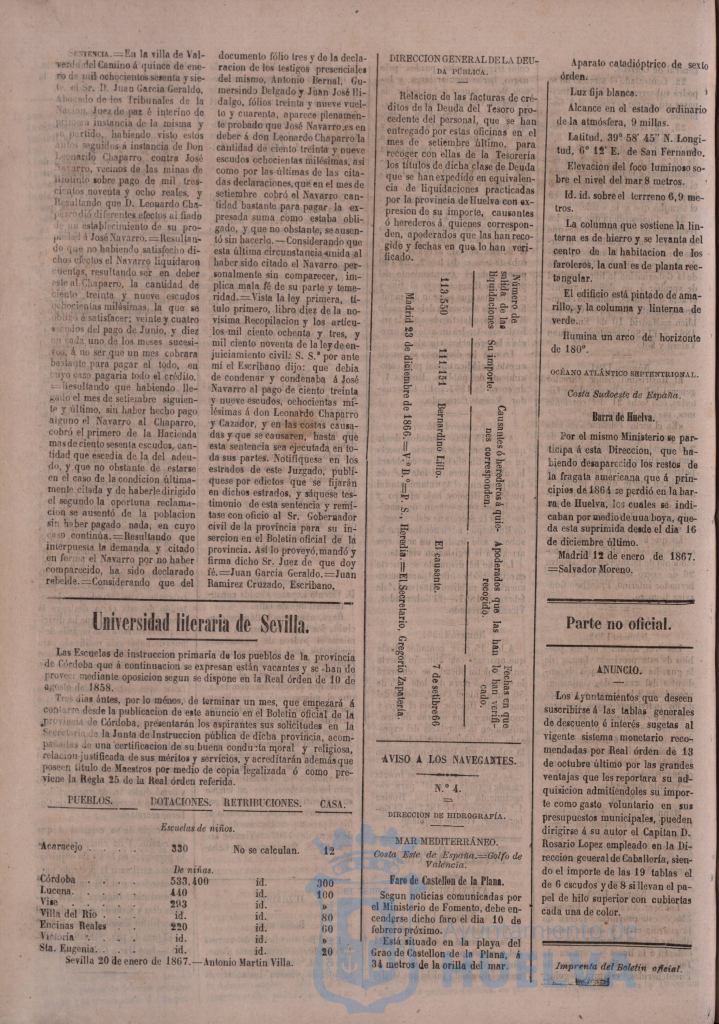 SENTENCIA.=En la villa de Valverde
del Camino á quince de enero
de mil ochocientos sesenta y siete,
el Sr. D. Juan Garcia Geraldo,
Abogado de los Tribunales de la
Nacion, Juez de paz é interino de
primera instancia de la misma y
su partido, habiendo visto estos
autos seguidos á instancia de Don
Leonardo Chaparro contra José
Navarro, vecinos de las minas de
sobre pago de mil trescientos
noventa y ocho reales, y
Resultando que D. Leonardo Chaparro
dió diferentes efectos al fiado
de un establecimiento de su propiedad
á José Navarro.=Resultando
que no habiendo satisfecho dichos
efectos el Navarro liquidaron
cuentas, resultando ser en deber
este al Chaparro, la cantidad de
ciento treinta y nueve escudos
ochocientas milésimas, la que se
obligó á satisfacer; veinte y cuatro
escudos del pago de Junio, y diez
en cada uno de los meses sucesivos,
á no ser que un mes cobrara
bastante para pagar el todo, en
cuyo caso pagaria todo el crédito.
=Resultando que habiendo llegado
el mes de setiembre siguiente
y último, sin haber hecho pago
alguno el Navarro al Chaparro,
cobró el primero de la Hacienda
mas de ciento sesenta escudos, cantidad
que escedia de la del adeudo,
y que no obstante de estarse
en el caso de la condicion últimamente
citada y de haberle dirigido
el segundo la oportuna reclamacion
se ausentó de la poblacion
sin haber pagado nada, en cuyo
caso continúa.=Resultando que
interpuesta la demanda y citado
en forma el Navarro por no haber
comparecido, ha sido declarado
rebelde.=Considerando que del
documento fólio tres y de la declaracion
de los testigos presenciales
del mismo, Antonio Bernal, Gumersindo
Delgado y Juan José Hidalgo,
fólios treinta y nueve vuelto
y cuarenta, aparece plenamente
probado que José Navarro es en
deber á don Leonardo Chaparro la
cantidad de ciento treinta y nueve
escudos ochocientas milésimas, asi
como por las últimas de las citadas
declaraciones, que en el mes de
setiembre cobró el Navarro cantidad
bastante para pagar la expresada
suma como estaba obligado,
y que no obstante, se ausentó
sin hacerlo.—Considerando que
esta última circunstancia unida al
haber sido citado el Navarro personalmente
sin comparecer, implica
mala fé de su parte y temeridad.=Vista
la ley primera, título
primero, libro diez de la novísima
Recopilacion y los artículos
mil ciento ochenta y tres, y
mil ciento noventa de la ley de enjuiciamiento
civil: S. S.ª por ante
mi el Escribano dijo: que debia
de condenar y condenaba á José
Navarro al pago de ciento treinta
y nueve escudos, ochocientas milésimas
á don Leonardo Chaparro
y Cazador, y en las costas causadas
y que se causaren, hasta que
esta sentencia sea ejecutada en todas
sus partes. Notifíquese en los
estrados de este Juzgado, publíquese
por edictos que se fijarán
en dichos estrados, y sáquese testimonio
de esta sentencia y remítase
con oficio al Sr. Gobernador
civil de la provincia para su insercion
en el Boletin oficial de la
provincia. Así lo proveyó, mandó y
firma dicho Sr. Juez de que doy
fé.=Juan Garcia Geraldo.=Juan
Ramirez Cruzado, Escribano.
Universidad literaria de Sevilla.
Las Escuelas de instruccion primaria de los pueblos de la provincia
de Córdoba que á continuacion se expresan están vacantes y se han de
proveer mediante oposicion segun se dispone en la Real órden de 10 de
agosto de 1858.
Tres dias ántes, por lo ménos, de terminar un mes, que empezará á
contarse desde la publicacion de este anuncio en el Boletin oficial de la
provincia de Córdoba, presentarán los aspirantes sus solicitudes en la
Secretaría de la Junta de Instruccion pública de dicha provincia, acompañadas
de una certificacion de su buena conducta moral y religiosa,
relacion justificada de sus méritos y servicios, y acreditarán además que
poseen título de Maestros por medio de copia legalizada ó como previene
la Regla 25 de la Real órden referida.
PUEBLOS. DOTACIONES. RETRIBUCIONES. CASA.
Escuelas de niños.
Acaracejo . . . . 330 No se calculan. 12
De niñas.
Córdoba . . . . 533,400 id. 300
Lucena. . . . . 440 id. 100
Vise . . . . 293 id. »
Villa del Rio . . . id. id. 80
Encinas Reales . . 220 id. 60
Victoria . . . . id. id. »
Sta. Eugenia. . . . id. id. 20
Sevilla 20 de enero de 1867.—Antonio Martin Villa.
DIRECCION GENERAL DE LA DEUDA
PÚBLICA.
Relacion de las facturas de créditos
de la Deuda del Tesoro
procedente del personal, que se han
entregado por estas oficinas en el
mes de setiembre último, para
recoger con ellas de la Tesorería
los títulos de dicha clase de Deuda
que se han expedido en equivalencia
de liquidaciones practicadas
por la provincia de Huelva con expresion
de su importe, causantes
ó herederos á quienes corresponden,
apoderados que las han recogido
y fechas en que lo han verificado.
Número de salida de las liquidaciones Su importe. Causantes ó herederos á quienes corresponden. Apoderados que las han recogido. Fechas en que lo han verificado.
113.550 111.151 Bernardino Lillo. El causante. 7 de setibre 66
Madrid 23 de diciembre de 1866.=V.º B.º=P. S., Heredia.=El Secretario, Gregorio Zapatería.
AVISO A LOS NAVEGANTES.
N.º 4.
DIRECCION DE HIDROGRAFÍA.
MAR MEDITERRÁNEO.
Costa Este de España.=Golfo de
Valencia.
Faro de Castellon de la Plana.
Segun noticias comunicadas por
el Ministerio de Fomento, debe encenderse
dicho faro el dia 10 de
febrero próximo.
Está situado en la playa del
Grao de Castellon de la Plana, á
34 metros de la orilla del mar.
Aparato catadióptrico de sexto
órden.
Luz fija blanca.
Alcance en el estado ordinario
de la atmósfera, 9 millas.
Latitud, 39° 58' 45'' N. Longitud,
6° 12' E. de San Fernando.
Elevacion del foco luminoso sobre
el nivel del mar 8 metros.
Id. id. sobre el terrreno 6,9 metros.
La columna que sostiene la linterna
es de hierro y se levanta del
centro de la habitacion de los
faroleros, la cual es de planta rectangular.
El edificio está pintado de amarillo,
y la columna y linterna de
verde.
Ilumina un arco de horizonte
de 180°.
OCÉANO ATLÁNTICO SEPTENTRIONAL.
Costa Sudoeste de España.
Barra de Huelva.
Por el mismo Ministerio se participa
á esta Direccion, que habiendo
desaparecido los restos de
la fragata americana que á principios
de 1864 se perdió en la barra
de Huelva, los cuales se indicaban
por medio de una boya, queda
esta suprimida desde el dia 16
de diciembre último.
Madrid 12 de enero de 1867.
=Salvador Moreno.
Parte no oficial.
ANUNCIO.
Los Ayuntamientos que deseen
suscribirse á las tablas generales
de descuento é interés sugetas al
vigente sistema monetario recomendadas
por Real órden de 13
de octubre último por las grandes
ventajas que les reportara su adquisicion
admitiendoles su importe
como gasto voluntario en sus
presupuestos municipales, pueden
dirigirse á su autor el Capitan D.
Rosario Lopez empleado en la Direccion
general de Caballería, siendo
el importe de las 19 tablas el
de 6 escudos y de 8 si llevan el papel
de hilo superior con cubiertas
cada una de color.
Imprenta del Boletin oficial.
Ayuntamiento de
HUELVA